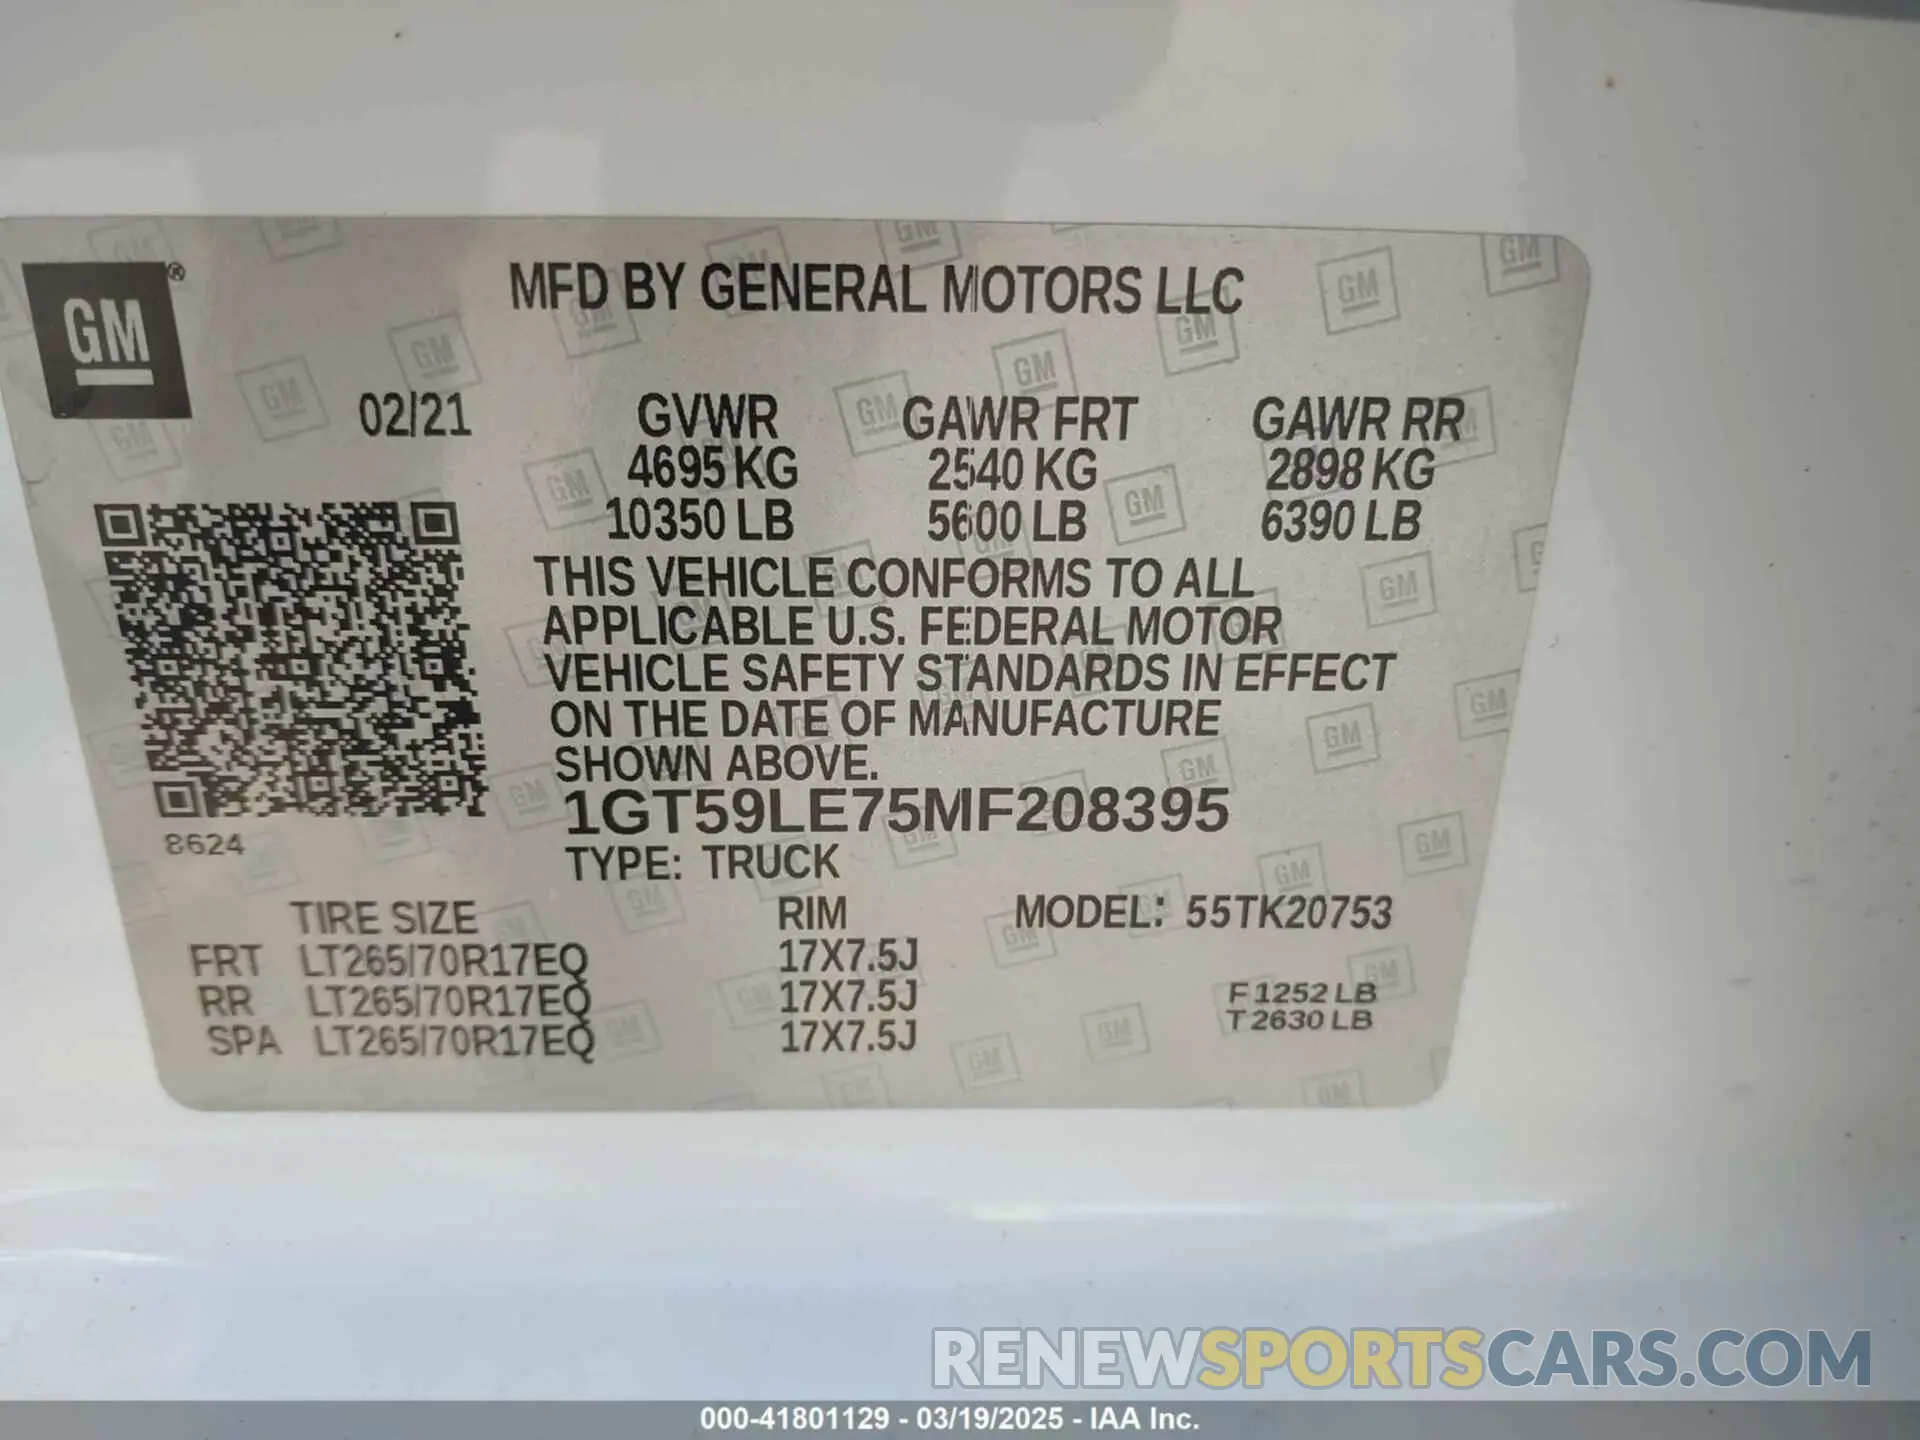 GM®
MFD BY GENERAL MOTORS LLC
02/21 GVWR GAWR FRT GAWR RR
4695 KG 2540 KG 2898 KG
10350 LB 5600 LB 6390 LB
THIS VEHICLE CONFORMS TO ALL
APPLICABLE U.S. FEDERAL MOTOR
VEHICLE SAFETY STANDARDS IN EFFECT
ON THE DATE OF MANUFACTURE
SHOWN ABOVE.
1GT59LE75MF208395
8624
TYPE: TRUCK
TIRE SIZE RIM MODEL: 55TK20753
FRT LT265/70R17EQ 17X7.5J
RR LT265/70R17EQ 17X7.5J
SPA LT265/70R17EQ 17X7.5J
F 1252 LB
T 2630 LB
RENEWSPORTSCARS.COM
000-41801129 - 03/19/2025 - IAA Inc.